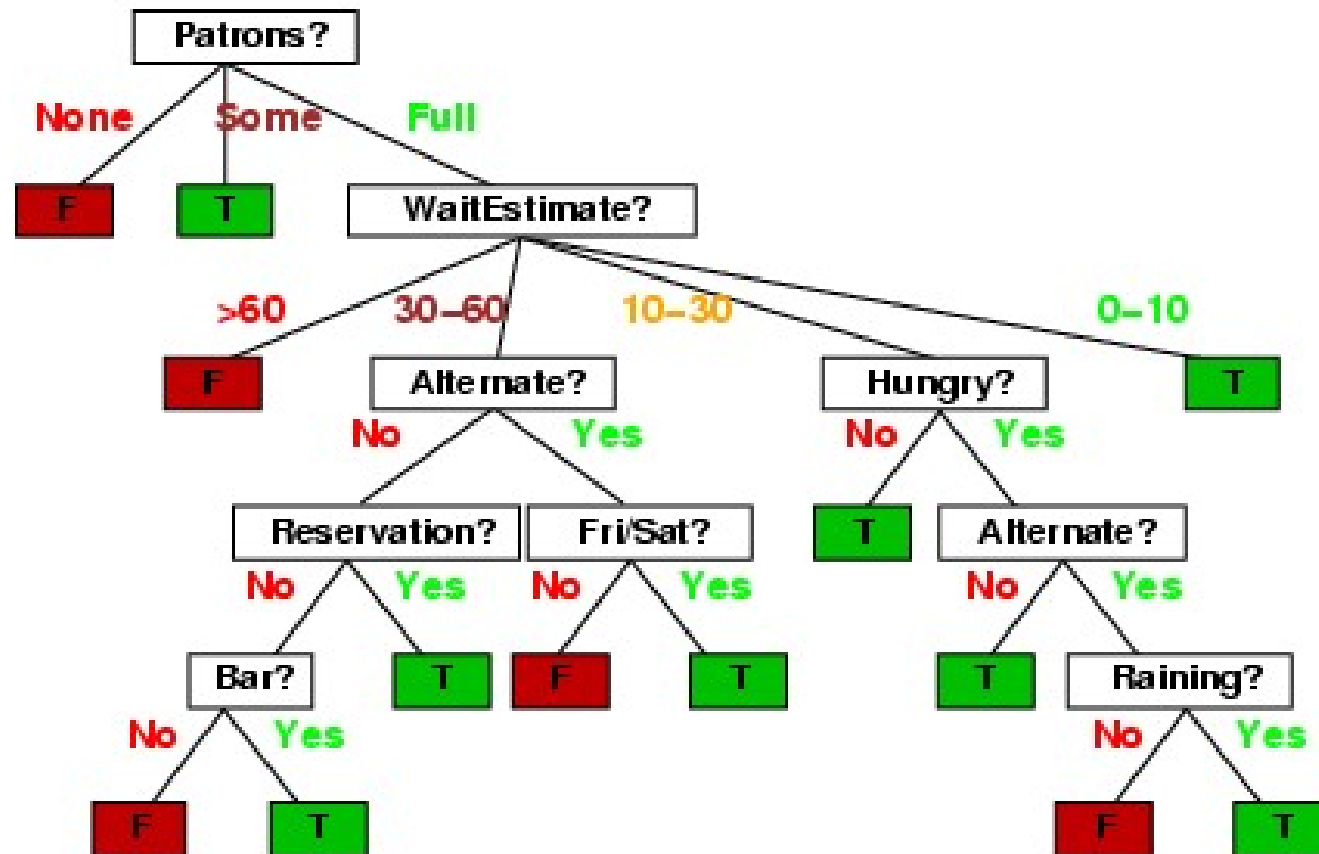 Patrons?
None Some Full
F T WaitEstimate?
>60 30–60 10–30 0–10
F Alternate? Hungry? T
No Yes No Yes
Reservation? Fri/Sat? T Alternate?
No Yes No Yes No Yes
Bar? T F T T Raining?
No Yes No Yes
F T F T